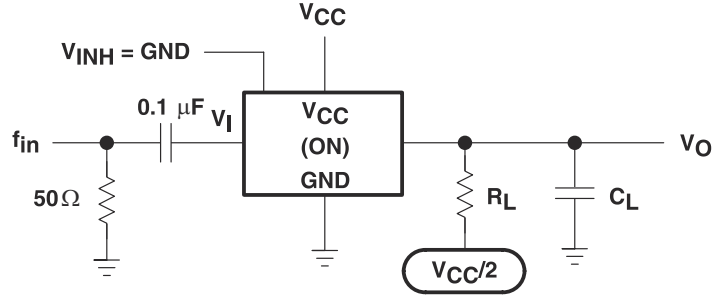 VCC
VINH = GND
0.1 μF
VI
VCC
(ON)
GND
fin
50Ω
RL
CL
VO
VCC/2